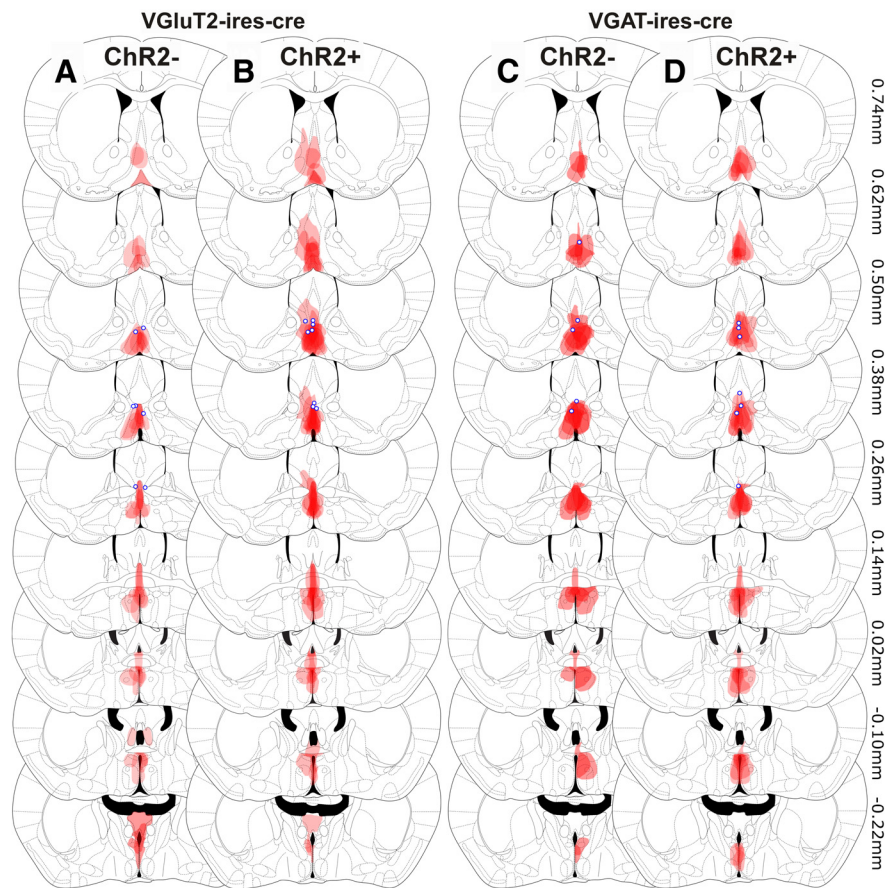 VGluT2-ires-cre
VGAT-ires-cre
A ChR2-
B ChR2+
C ChR2-
D ChR2+
0.74mm
0.62mm
0.50mm
0.38mm
0.26mm
0.14mm
0.02mm
-0.10mm
-0.22mm